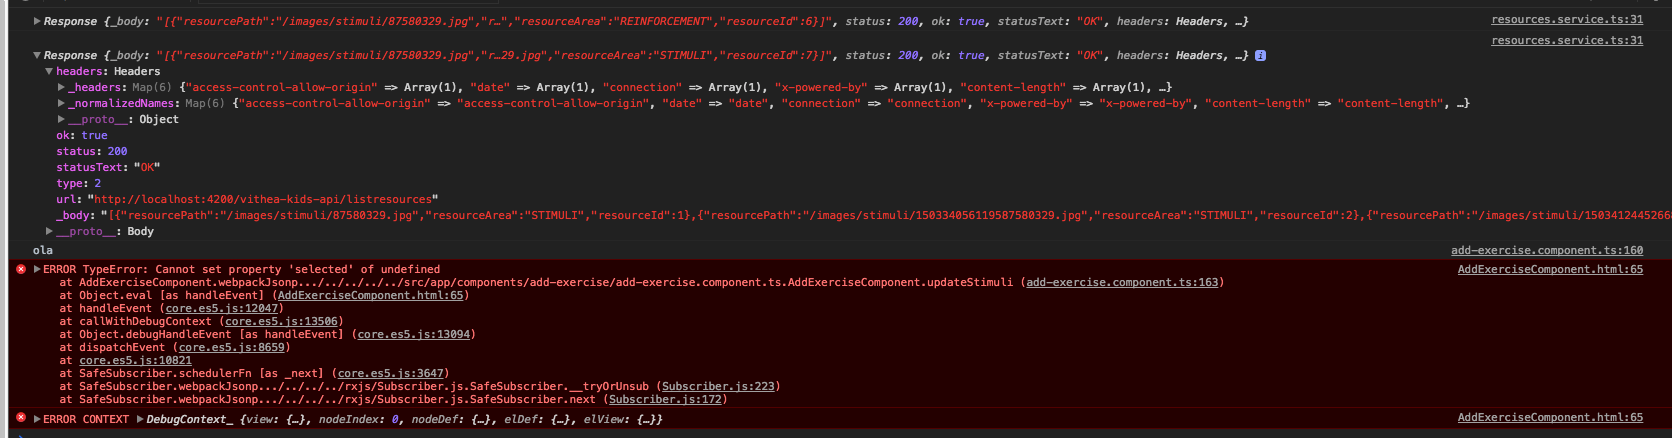 Response {_body: "[{"resourcePath":"/images/stimuli/87580329.jpg","r…","resourceArea":"REINFORCEMENT","resourceId":6}]", status: 200, ok: true, statusText: "OK", headers: Headers, …} resources.service.ts:31
resources.service.ts:31
Response {_body: "[{"resourcePath":"/images/stimuli/87580329.jpg","r…29.jpg","resourceArea":"STIMULI","resourceId":7}]", status: 200, ok: true, statusText: "OK", headers: Headers, …} i
headers: Headers
_headers: Map(6) {"access-control-allow-origin" => Array(1), "date" => Array(1), "connection" => Array(1), "x-powered-by" => Array(1), "content-length" => Array(1), …}
_normalizedNames: Map(6) {"access-control-allow-origin" => "access-control-allow-origin", "date" => "date", "connection" => "connection", "x-powered-by" => "x-powered-by", "content-length" => "content-length", …}
__proto__: Object
ok: true
status: 200
statusText: "OK"
type: 2
url: "http://localhost:4200/vithea-kids-api/listresources"
_body: "[{"resourcePath":"/images/stimuli/87580329.jpg","resourceArea":"STIMULI","resourceId":1},{"resourcePath":"/images/stimuli/150334056119587580329.jpg","resourceArea":"STIMULI","resourceId":2},{"resourcePath":"/images/stimuli/1503412445266
__proto__: Body
ola add-exercise.component.ts:160
ERROR TypeError: Cannot set property 'selected' of undefined AddExerciseComponent.html:65
at AddExerciseComponent.webpackJsonp.../../../../../src/app/components/add-exercise/add-exercise.component.ts.AddExerciseComponent.updateStimuli (add-exercise.component.ts:163)
at Object.eval [as handleEvent] (AddExerciseComponent.html:65)
at handleEvent (core.es5.js:12047)
at callWithDebugContext (core.es5.js:13506)
at Object.debugHandleEvent [as handleEvent] (core.es5.js:13094)
at dispatchEvent (core.es5.js:8659)
at core.es5.js:10821
at SafeSubscriber.schedulerFn [as _next] (core.es5.js:3647)
at SafeSubscriber.webpackJsonp.../../../../rxjs/Subscriber.js.SafeSubscriber.__tryOrUnsub (Subscriber.js:223)
at SafeSubscriber.webpackJsonp.../../../../rxjs/Subscriber.js.SafeSubscriber.next (Subscriber.js:172)
ERROR CONTEXT DebugContext_ {view: {…}, nodeIndex: 0, nodeDef: {…}, elDef: {…}, elView: {…}} AddExerciseComponent.html:65